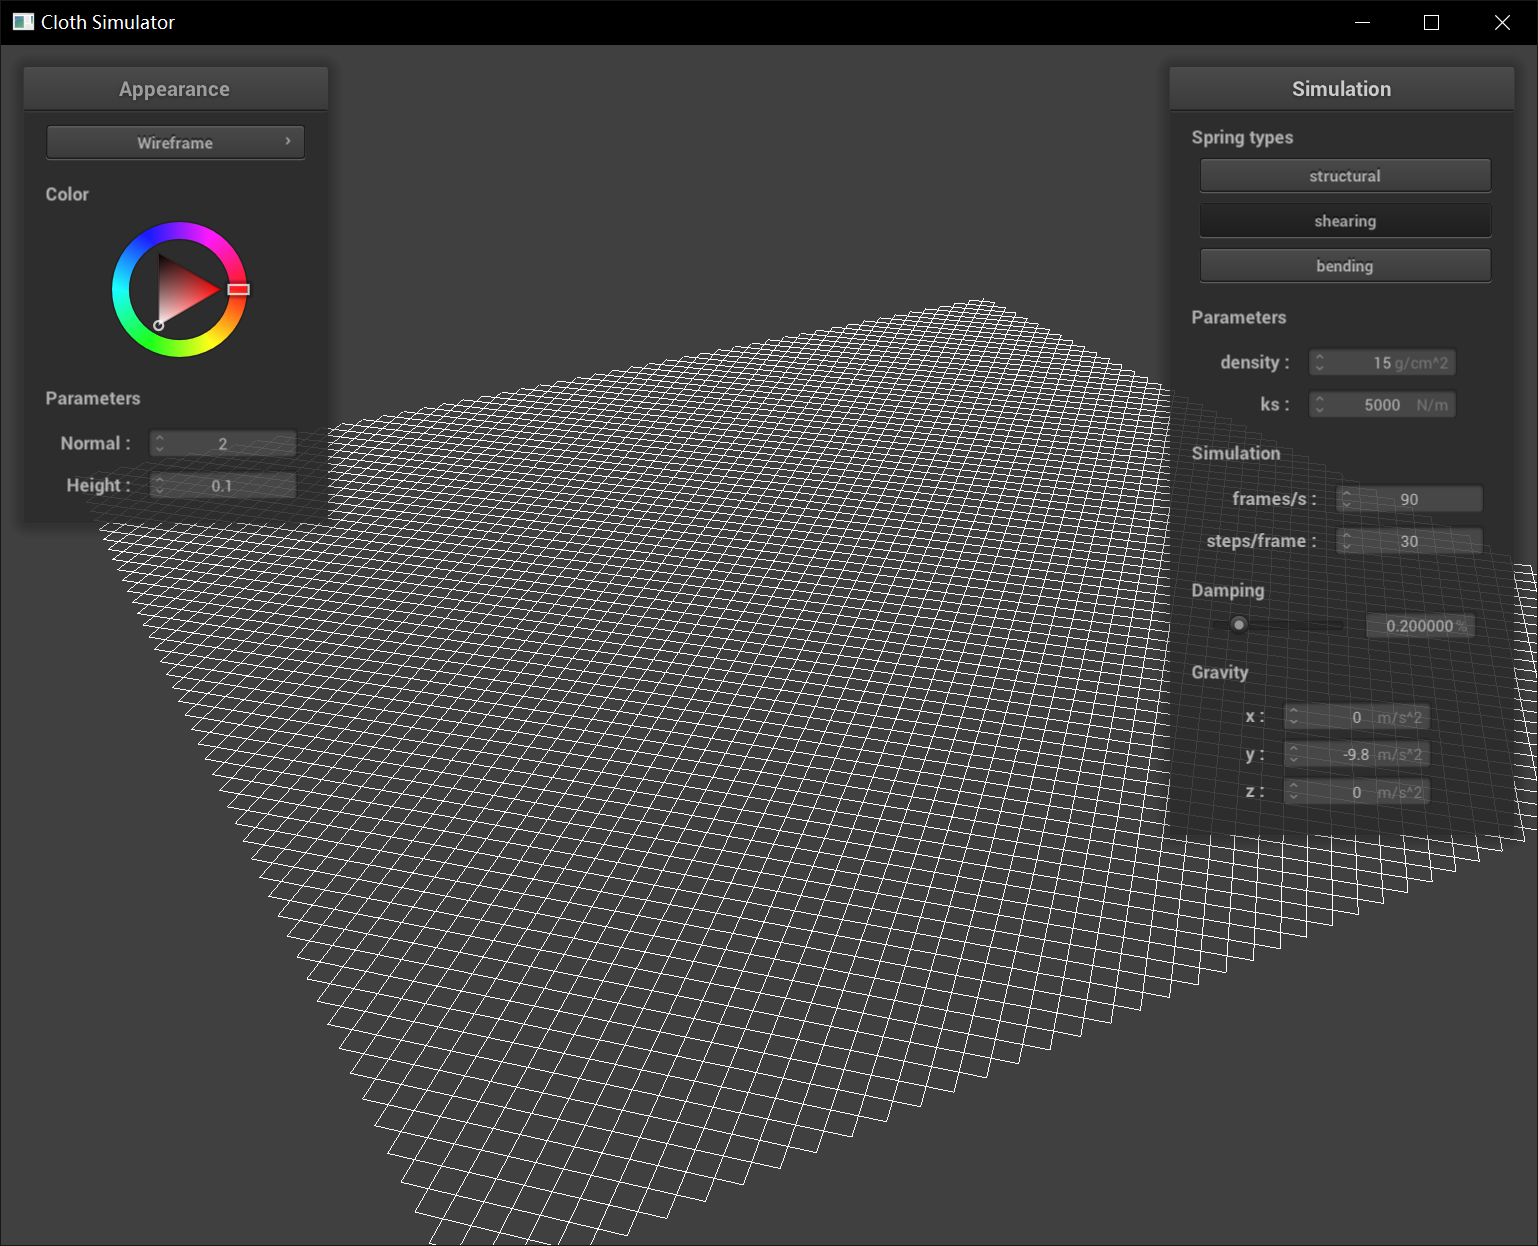 Cloth Simulator
Appearance
Wireframe
Color
Parameters
Normal : 2
Height : 0.1
Simulation
Spring types
structural
shearing
bending
Parameters
density : 15 g/cm^2
ks : 5000 N/m
Simulation
frames/s : 90
steps/frame : 30
Damping
0.200000 %
Gravity
x : 0 m/s^2
y : -9.8 m/s^2
z : 0 m/s^2